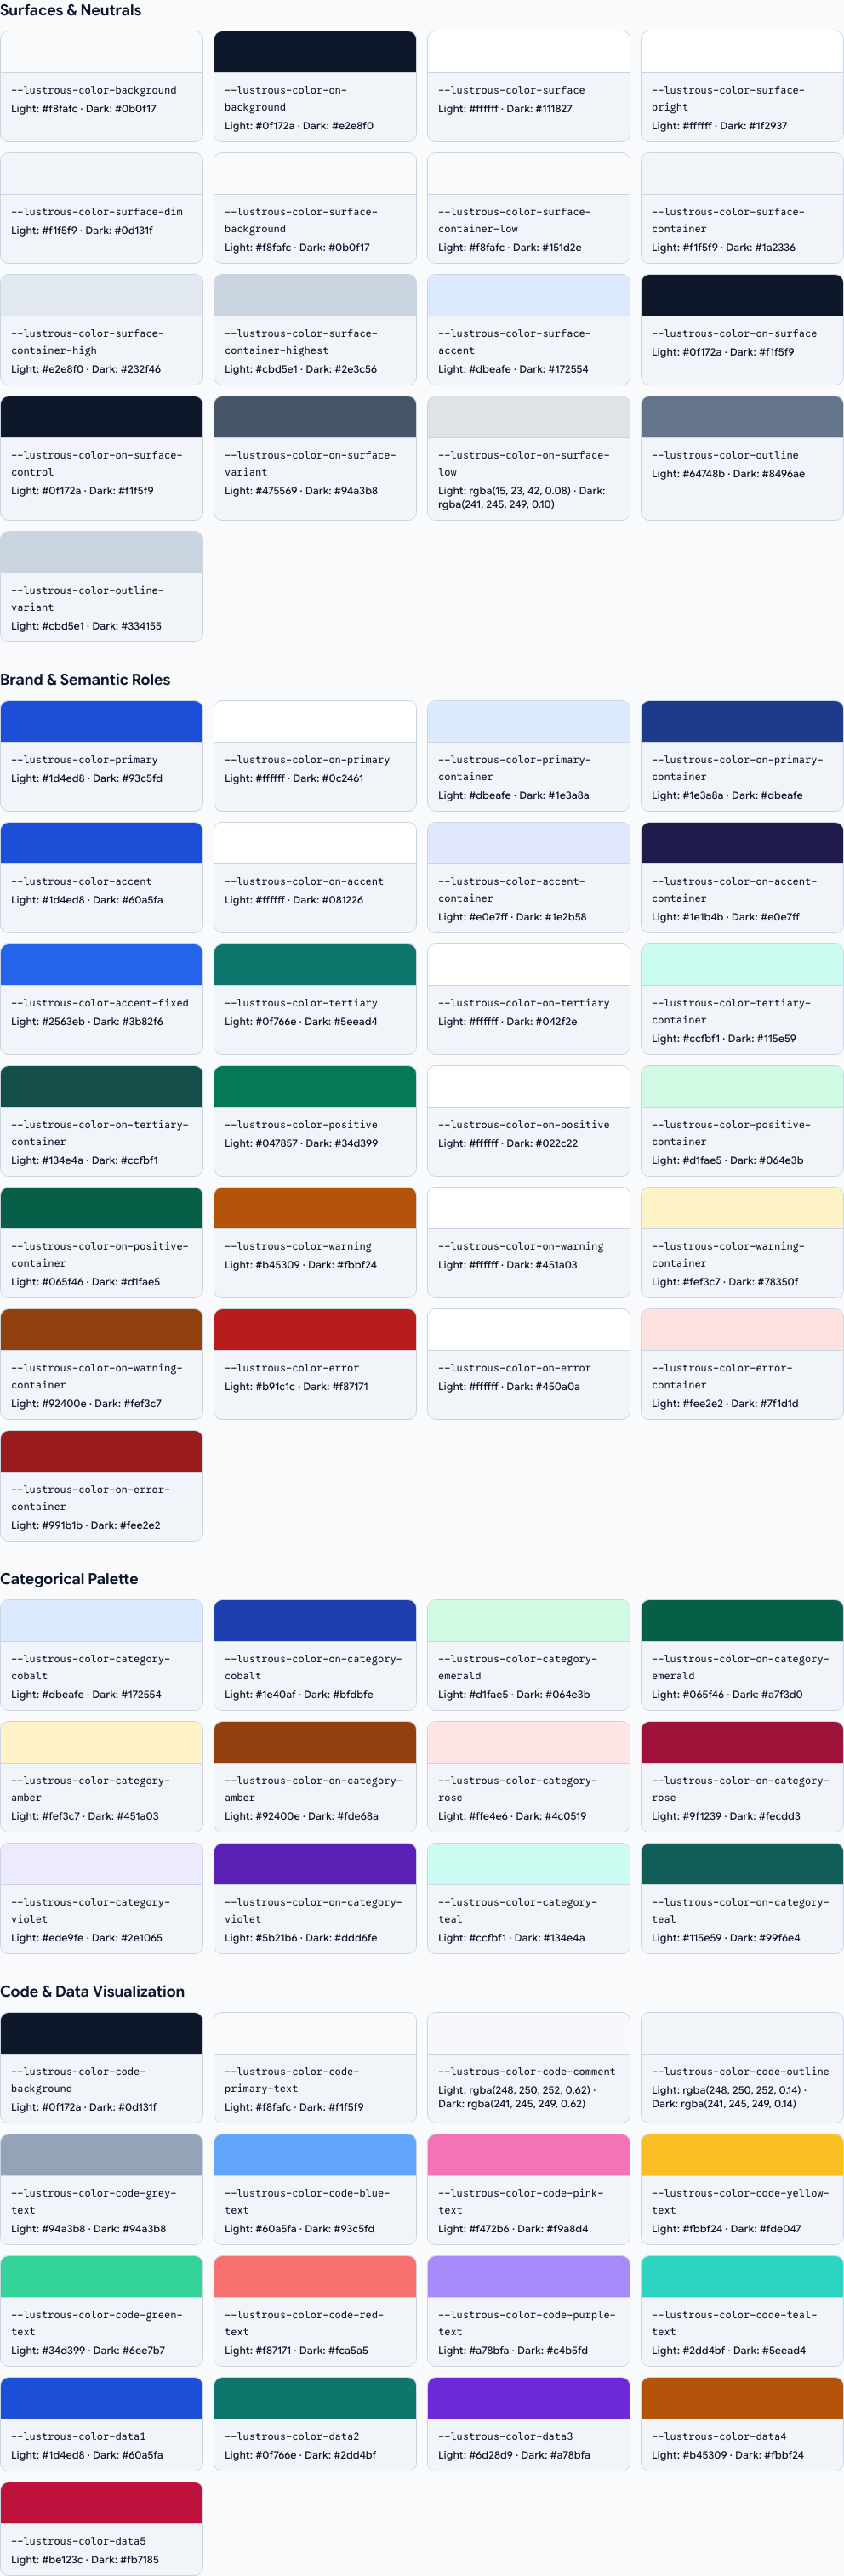 Surfaces & Neutrals
--lustrous-color-background
Light: #f8fafc · Dark: #0b0f17
--lustrous-color-on-
background
Light: #0f172a · Dark: #e2e8f0
--lustrous-color-surface
Light: #ffffff · Dark: #111827
--lustrous-color-surface-
bright
Light: #ffffff · Dark: #1f2937
--lustrous-color-surface-dim
Light: #f1f5f9 · Dark: #0d131f
--lustrous-color-surface-
background
Light: #f8fafc · Dark: #0b0f17
--lustrous-color-surface-
container-low
Light: #f8fafc · Dark: #151d2e
--lustrous-color-surface-
container
Light: #f1f5f9 · Dark: #1a2336
--lustrous-color-surface-
container-high
Light: #e2e8f0 · Dark: #232f46
--lustrous-color-surface-
container-highest
Light: #cbd5e1 · Dark: #2e3c56
--lustrous-color-surface-
accent
Light: #dbeafe · Dark: #172554
--lustrous-color-on-surface
Light: #0f172a · Dark: #f1f5f9
--lustrous-color-on-surface-
control
Light: #0f172a · Dark: #f1f5f9
--lustrous-color-on-surface-
variant
Light: #475569 · Dark: #94a3b8
--lustrous-color-on-surface-
low
Light: rgba(15, 23, 42, 0.08) · Dark:
rgba(241, 245, 249, 0.10)
--lustrous-color-outline
Light: #64748b · Dark: #8496ae
--lustrous-color-outline-
variant
Light: #cbd5e1 · Dark: #334155
Brand & Semantic Roles
--lustrous-color-primary
Light: #1d4ed8 · Dark: #93c5fd
--lustrous-color-on-primary
Light: #ffffff · Dark: #0c2461
--lustrous-color-primary-
container
Light: #dbeafe · Dark: #1e3a8a
--lustrous-color-on-primary-
container
Light: #1e3a8a · Dark: #dbeafe
--lustrous-color-accent
Light: #1d4ed8 · Dark: #60a5fa
--lustrous-color-on-accent
Light: #ffffff · Dark: #081226
--lustrous-color-accent-
container
Light: #e0e7ff · Dark: #1e2b58
--lustrous-color-on-accent-
container
Light: #1e1b4b · Dark: #e0e7ff
--lustrous-color-accent-fixed
Light: #2563eb · Dark: #3b82f6
--lustrous-color-tertiary
Light: #0f766e · Dark: #5eead4
--lustrous-color-on-tertiary
Light: #ffffff · Dark: #042f2e
--lustrous-color-tertiary-
container
Light: #ccfbf1 · Dark: #115e59
--lustrous-color-on-tertiary-
container
Light: #134e4a · Dark: #ccfbf1
--lustrous-color-positive
Light: #047857 · Dark: #34d399
--lustrous-color-on-positive
Light: #ffffff · Dark: #022c22
--lustrous-color-positive-
container
Light: #d1fae5 · Dark: #064e3b
--lustrous-color-on-positive-
container
Light: #065f46 · Dark: #d1fae5
--lustrous-color-warning
Light: #b45309 · Dark: #fbbf24
--lustrous-color-on-warning
Light: #ffffff · Dark: #451a03
--lustrous-color-warning-
container
Light: #fef3c7 · Dark: #78350f
--lustrous-color-on-warning-
container
Light: #92400e · Dark: #fef3c7
--lustrous-color-error
Light: #b91c1c · Dark: #f87171
--lustrous-color-on-error
Light: #ffffff · Dark: #450a0a
--lustrous-color-error-
container
Light: #fee2e2 · Dark: #7f1d1d
--lustrous-color-on-error-
container
Light: #991b1b · Dark: #fee2e2
Categorical Palette
--lustrous-color-category-
cobalt
Light: #dbeafe · Dark: #172554
--lustrous-color-on-category-
cobalt
Light: #1e40af · Dark: #bfdbfe
--lustrous-color-category-
emerald
Light: #d1fae5 · Dark: #064e3b
--lustrous-color-on-category-
emerald
Light: #065f46 · Dark: #a7f3d0
--lustrous-color-category-
amber
Light: #fef3c7 · Dark: #451a03
--lustrous-color-on-category-
amber
Light: #92400e · Dark: #fde68a
--lustrous-color-category-
rose
Light: #ffe4e6 · Dark: #4c0519
--lustrous-color-on-category-
rose
Light: #9f1239 · Dark: #fecdd3
--lustrous-color-category-
violet
Light: #ede9fe · Dark: #2e1065
--lustrous-color-on-category-
violet
Light: #5b21b6 · Dark: #ddd6fe
--lustrous-color-category-
teal
Light: #ccfbf1 · Dark: #134e4a
--lustrous-color-on-category-
teal
Light: #115e59 · Dark: #99f6e4
Code & Data Visualization
--lustrous-color-code-
background
Light: #0f172a · Dark: #0d131f
--lustrous-color-code-
primary-text
Light: #f8fafc · Dark: #f1f5f9
--lustrous-color-code-comment
Light: rgba(248, 250, 252, 0.62) ·
Dark: rgba(241, 245, 249, 0.62)
--lustrous-color-code-outline
Light: rgba(248, 250, 252, 0.14) ·
Dark: rgba(241, 245, 249, 0.14)
--lustrous-color-code-grey-
text
Light: #94a3b8 · Dark: #94a3b8
--lustrous-color-code-blue-
text
Light: #60a5fa · Dark: #93c5fd
--lustrous-color-code-pink-
text
Light: #f472b6 · Dark: #f9a8d4
--lustrous-color-code-yellow-
text
Light: #fbbf24 · Dark: #fde047
--lustrous-color-code-green-
text
Light: #34d399 · Dark: #6ee7b7
--lustrous-color-code-red-
text
Light: #f87171 · Dark: #fca5a5
--lustrous-color-code-purple-
text
Light: #a78bfa · Dark: #c4b5fd
--lustrous-color-code-teal-
text
Light: #2dd4bf · Dark: #5eead4
--lustrous-color-data1
Light: #1d4ed8 · Dark: #60a5fa
--lustrous-color-data2
Light: #0f766e · Dark: #2dd4bf
--lustrous-color-data3
Light: #6d28d9 · Dark: #a78bfa
--lustrous-color-data4
Light: #b45309 · Dark: #fbbf24
--lustrous-color-data5
Light: #be123c · Dark: #fb7185